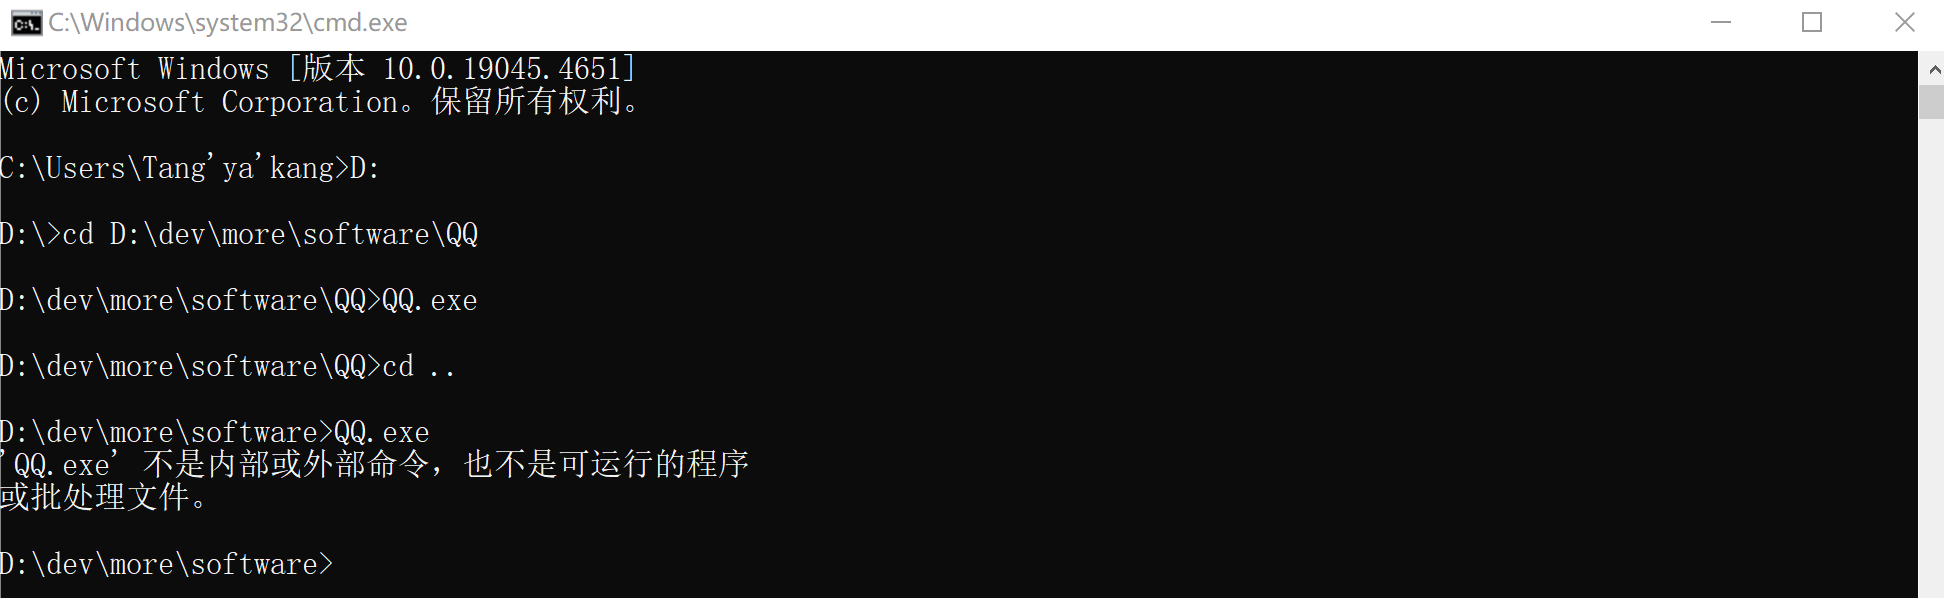 C:\Windows\system32\cmd.exe
Microsoft Windows [版本 10.0.19045.4651]
(c) Microsoft Corporation。保留所有权利。
C:\Users\Tang'ya'kang>D:
D:\>cd D:\dev\more\software\QQ
D:\dev\more\software\QQ>QQ.exe
D:\dev\more\software\QQ>cd ..
D:\dev\more\software>QQ.exe
'QQ.exe' 不是内部或外部命令，也不是可运行的程序
或批处理文件。
D:\dev\more\software>